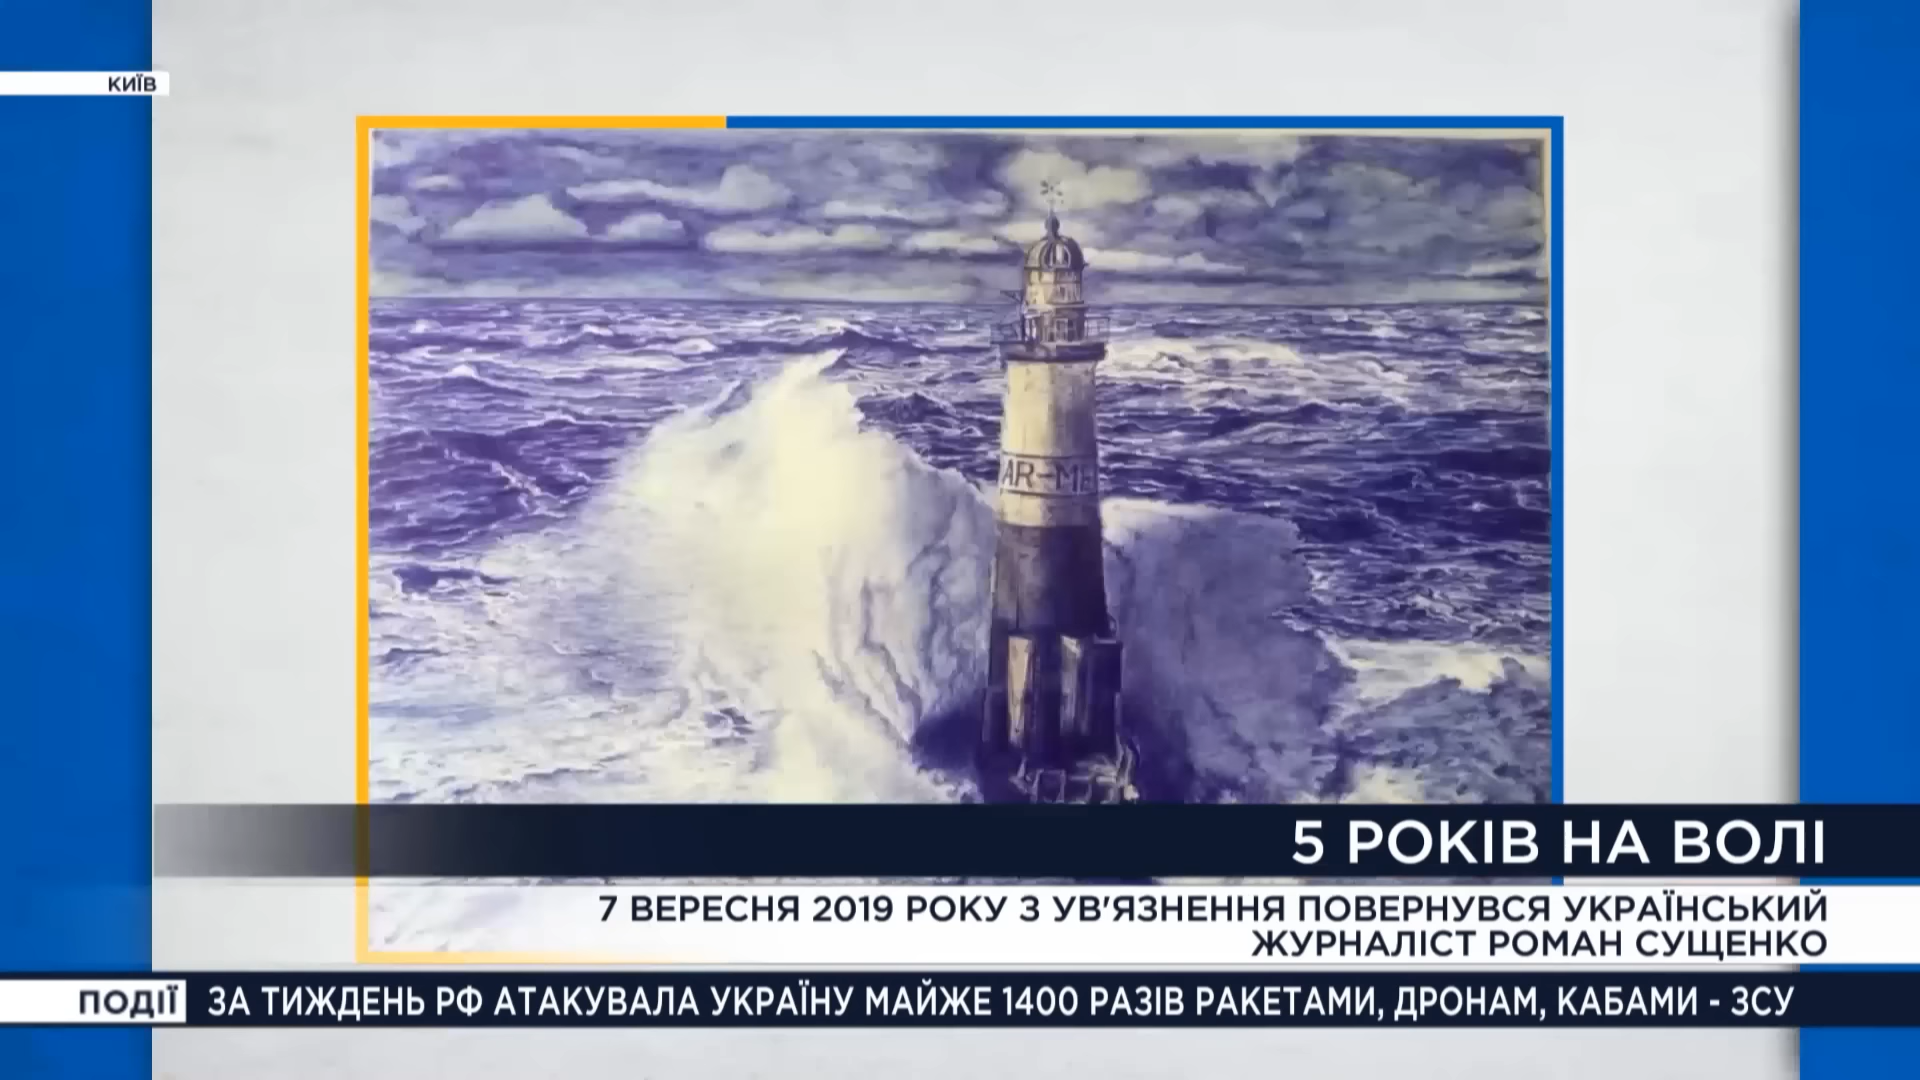 КИЇВ
AR-ME
5 РОКІВ НА ВОЛІ
7 ВЕРЕСНЯ 2019 РОКУ З УВ'ЯЗНЕННЯ ПОВЕРНУВСЯ УКРАЇНСЬКИЙ
ЖУРНАЛІСТ РОМАН СУЩЕНКО
ПОДІЇ ЗА ТИЖДЕНЬ РФ АТАКУВАЛА УКРАЇНУ МАЙЖЕ 1400 РАЗІВ РАКЕТАМИ, ДРОНАМ, КАБАМИ - ЗСУ